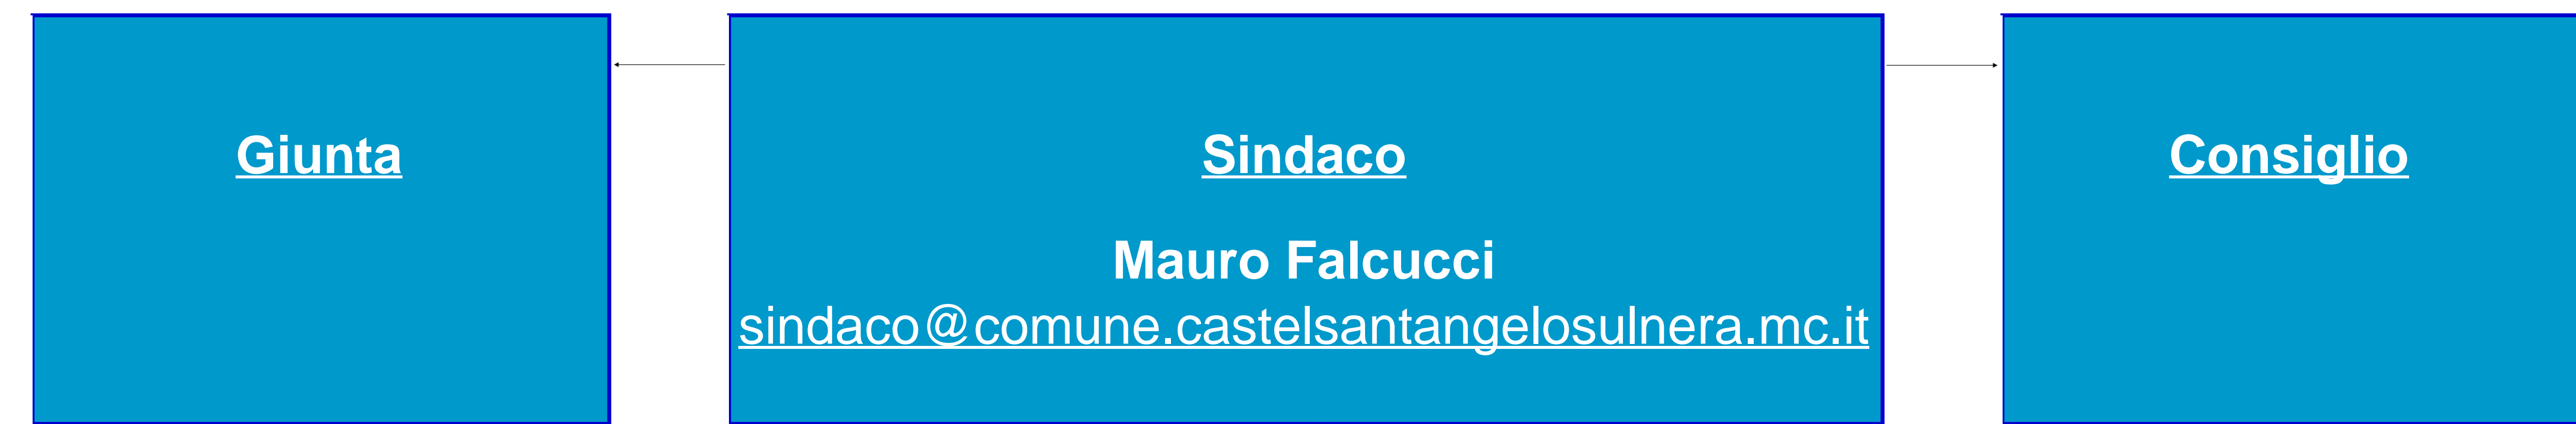 Giunta
Sindaco
Mauro Falcucci
sindaco@comune.castelsantangelosulnera.mc.it
Consiglio